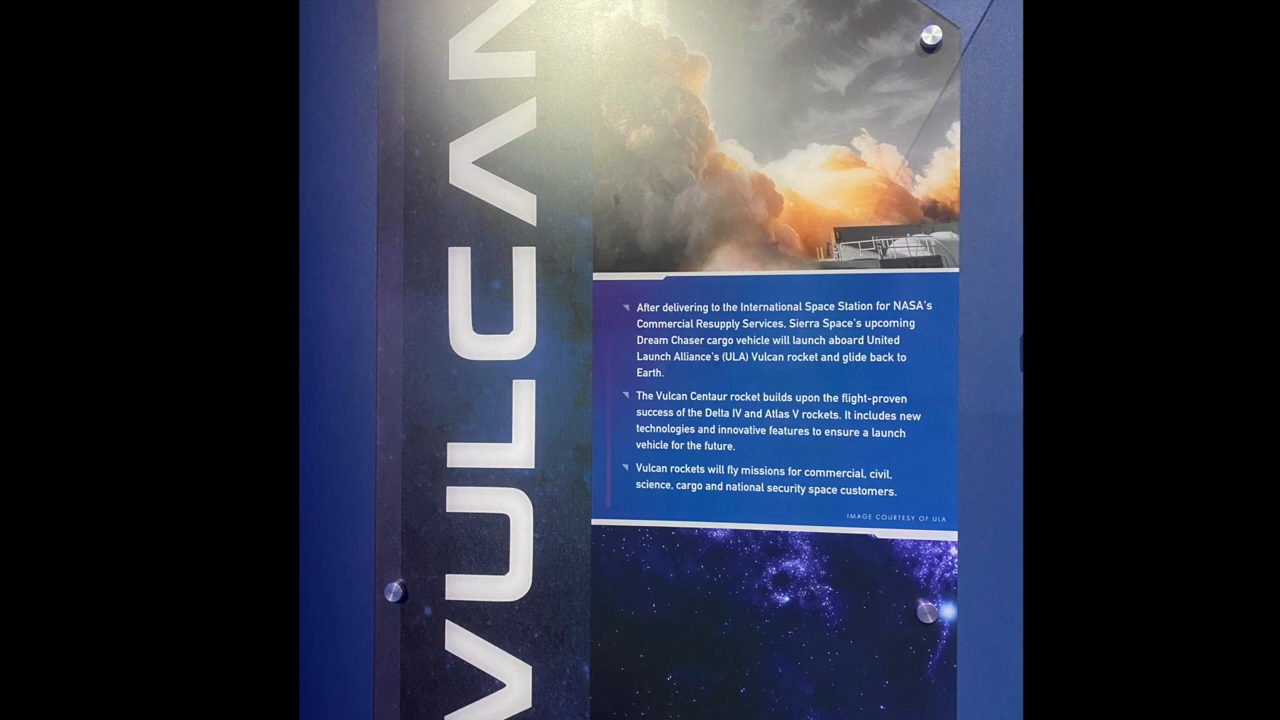 VULCAN
After delivering to the International Space Station for NASA's
Commercial Resupply Services, Sierra Space's upcoming
Dream Chaser cargo vehicle will launch aboard United
Launch Alliance's (ULA) Vulcan rocket and glide back to
Earth.
The Vulcan Centaur rocket builds upon the flight-proven
success of the Delta IV and Atlas V rockets. It includes new
technologies and innovative features to ensure a launch
vehicle for the future.
Vulcan rockets will fly missions for commercial, civil,
science, cargo and national security space customers.
IMAGE COURTESY OF ULA